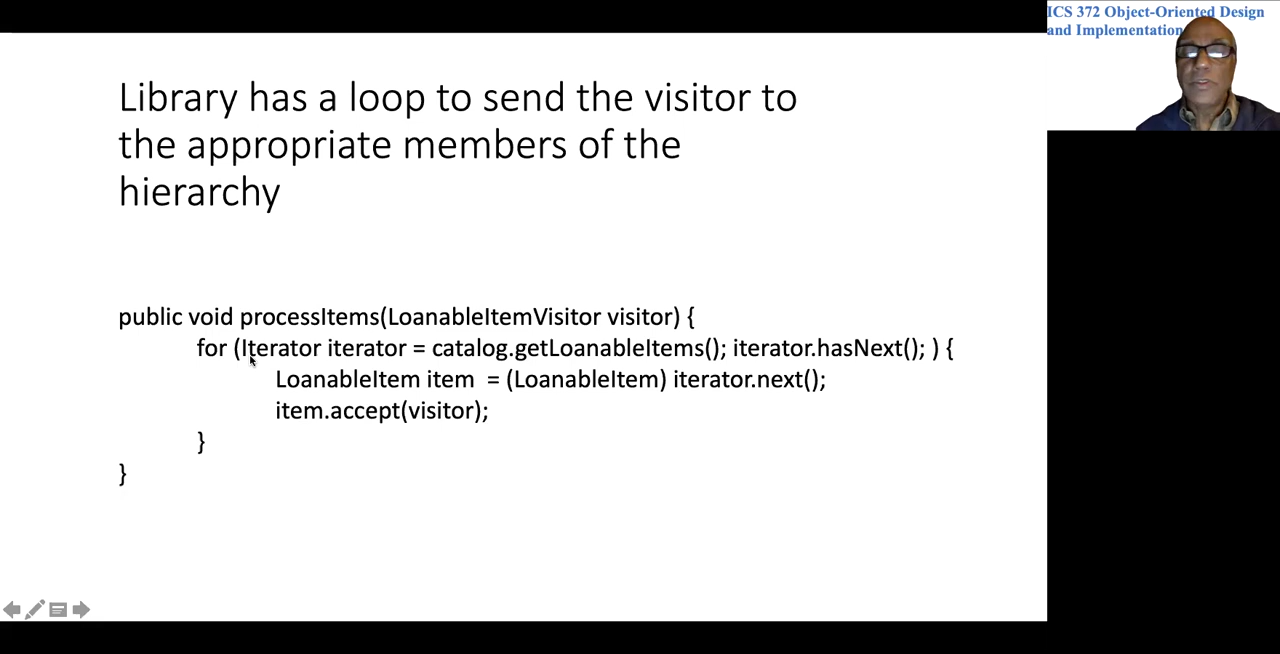 ICS 372 Object-Oriented Design
and Implementation
Library has a loop to send the visitor to
the appropriate members of the
hierarchy
public void processItems(LoanableItemVisitor visitor) {
for (Iterator iterator = catalog.getLoanableItems(); iterator.hasNext(); ) {
LoanableItem item  = (LoanableItem) iterator.next();
item.accept(visitor);
}
}